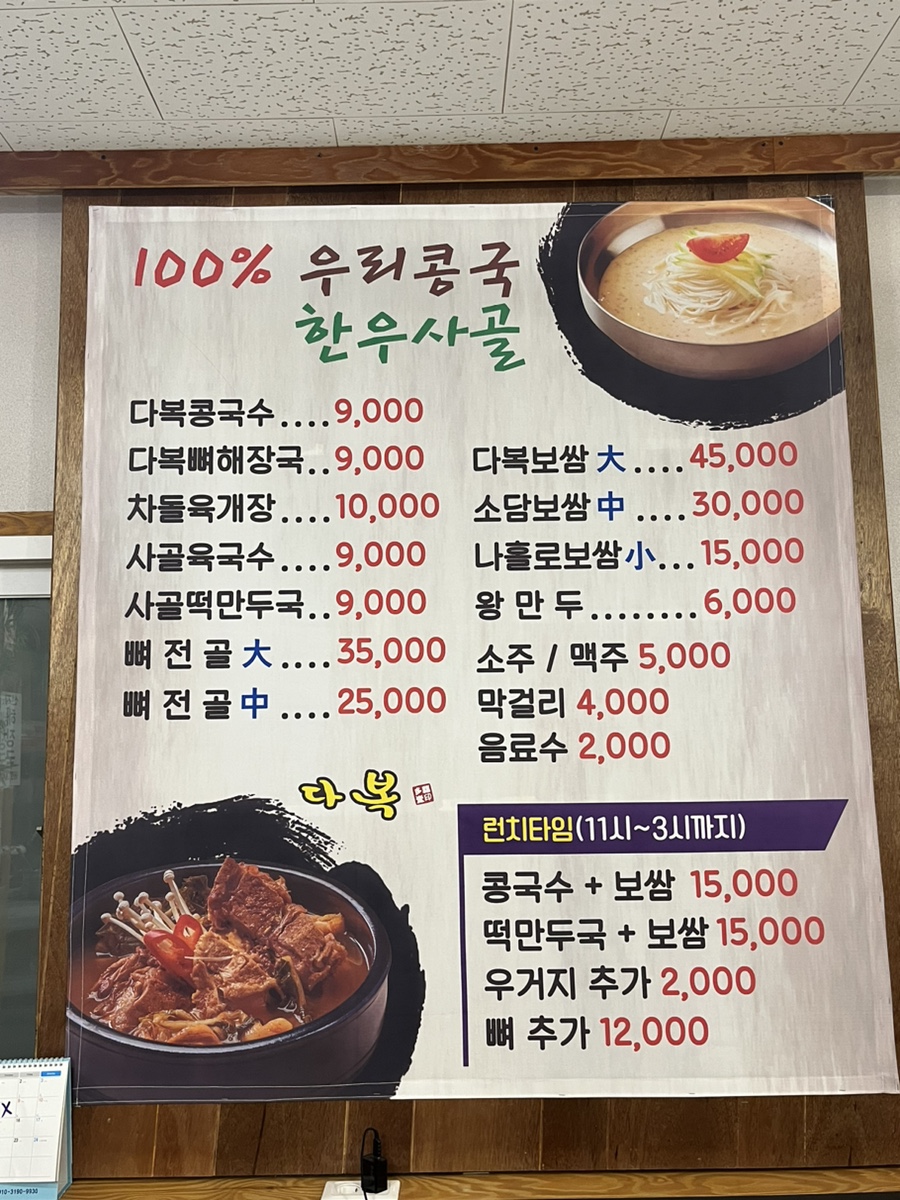 100% 우리콩국
한우사골
다복콩국수....9,000
다복뼈해장국..9,000
차돌육개장....10,000
사골육국수....9,000
사골떡만두국..9,000
뼈 전 골 大 ....35,000
뼈 전 골 中 ....25,000
다복보쌈 大 ....45,000
소담보쌈 中 ....30,000
나홀로보쌈 小...15,000
왕 만 두........6,000
소주 / 맥주 5,000
막걸리 4,000
음료수 2,000
다복
런치타임(11시~3시까지)
콩국수 + 보쌈 15,000
떡만두국 + 보쌈 15,000
우거지 추가 2,000
뼈 추가 12,000